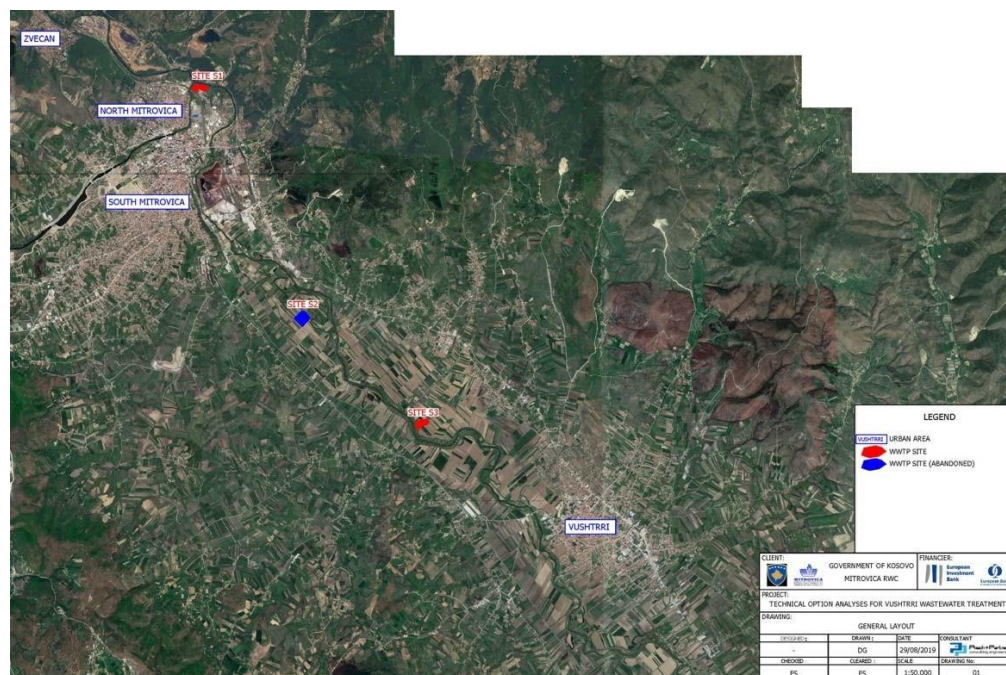 ZVECAN
SITE S1
NORTH MITROVICA
SOUTH MITROVICA
SITE S2
SITE S3
VUSHTRRI
LEGEND
VUSHTRRI URBAN AREA
WWTP SITE
WWTP SITE (ABANDONED)
CLIENT:
GOVERNMENT OF KOSOVO
MITROVICA
MITROVICA RWC
FINANCIER:
European
Investment
Bank
PROJECT:
TECHNICAL OPTION ANALYSES FOR VUSHTRRI WASTEWATER TREATMENT
DRAWING:
GENERAL LAYOUT
DESIGNED: DRAWN: DATE CONSULTANT
- DG 29/08/2019
CHECKED CLEARED: SCALE DRAWING No:
PS PS 1:50.000 01